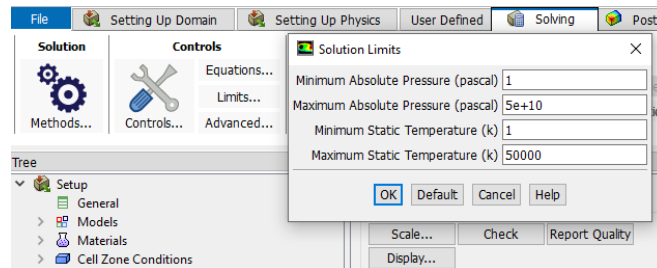 File Setting Up Domain Setting Up Physics User Defined Solving Post
Solution Controls
Methods... Controls... Equations...
Limits...
Advanced...
Solution Limits
Minimum Absolute Pressure (pascal) 1
Maximum Absolute Pressure (pascal) 5e+10
Minimum Static Temperature (k) 1
Maximum Static Temperature (k) 50000
OK Default Cancel Help
Tree
Setup
General
Models
Materials
Cell Zone Conditions
Scale... Check Report Quality
Display...